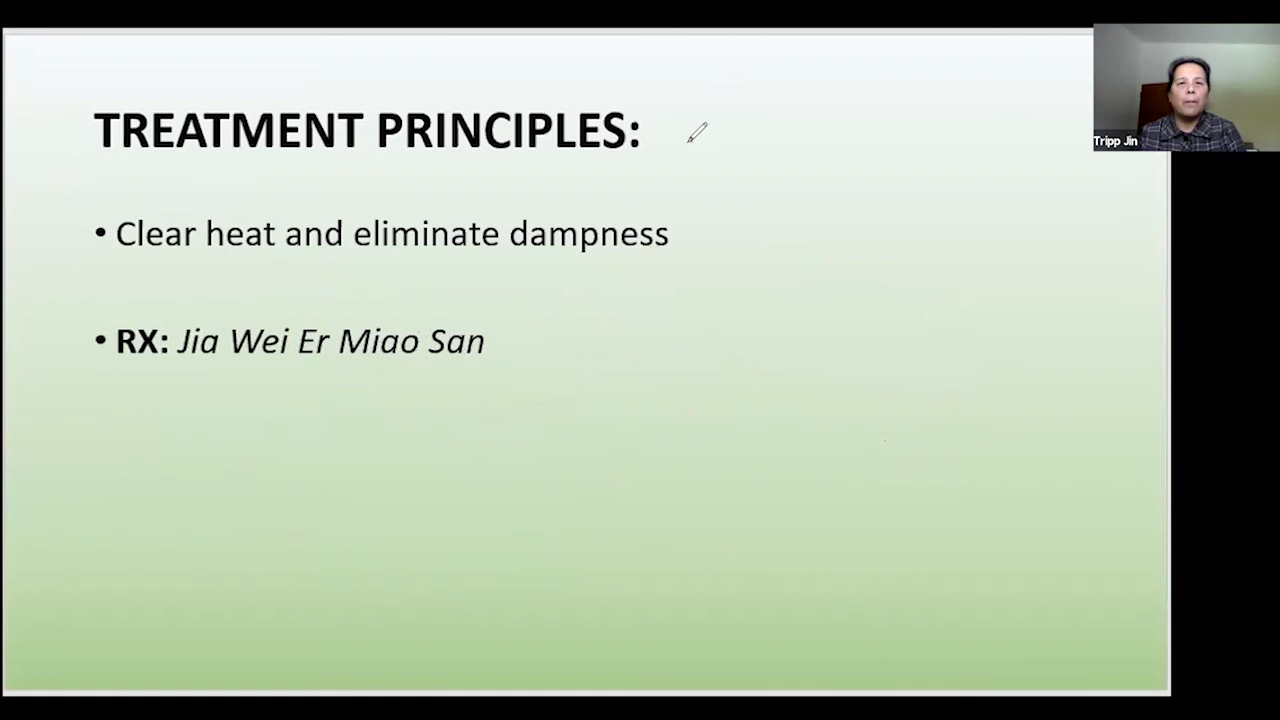 TREATMENT PRINCIPLES:
• Clear heat and eliminate dampness
• RX: Jia Wei Er Miao San
Tripp Jin